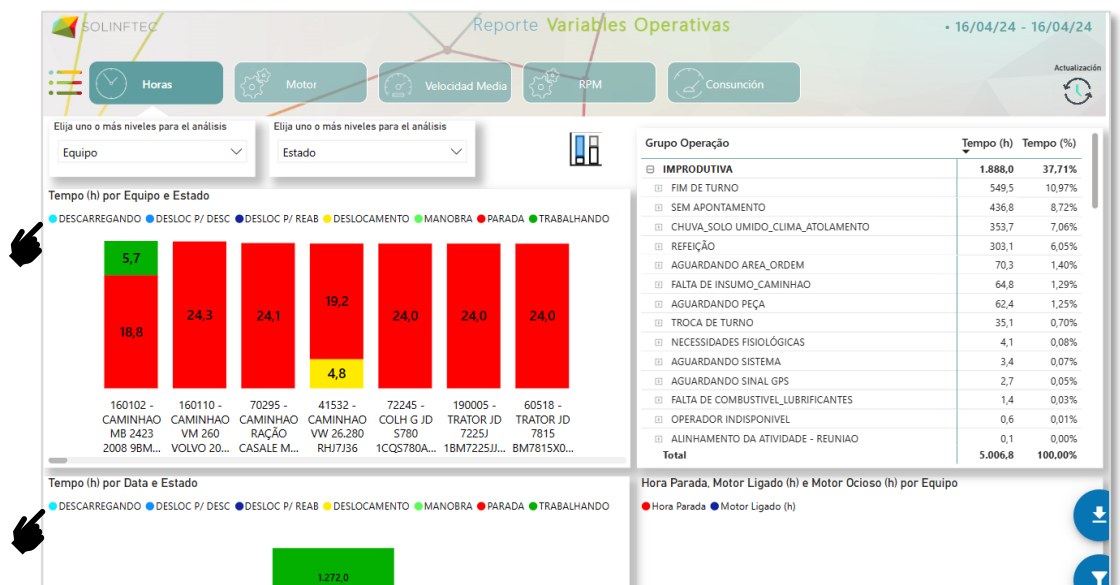 SOLINFTEC
Reporte Variables Operativas
• 16/04/24 - 16/04/24
Horas
Motor
Velocidad Media
RPM
Consunción
Actualización
Elija uno o más niveles para el análisis
Equipo
Elija uno o más niveles para el análisis
Estado
Tempo (h) por Equipo e Estado
DESCARREGANDO DESLOC P/ DESC DESLOC P/ REAB DESLOCAMENTO MANOBRA PARADA TRABALHANDO
5,7
18,8
24,3
24,1
19,2
4,8
24,0
24,0
24,0
160102 -
CAMINHAO
MB 2423
2008 9BM...
160110 -
CAMINHAO
VM 260
VOLVO 20...
70295 -
CAMINHAO
RAÇÃO
CASALE M...
41532 -
CAMINHAO
VW 26.280
RHJ7J36
72245 -
COLH G JD
S780
1CQS780A...
190005 -
TRATOR JD
7225J
1BM7225JJ...
60518 -
TRATOR JD
7815
BM7815X0...
Grupo Operação Tempo (h) Tempo (%)
IMPRODUTIVA 1.888,0 37,71%
FIM DE TURNO 549,5 10,97%
SEM APONTAMENTO 436,8 8,72%
CHUVA_SOLO UMIDO_CLIMA_ATOLAMENTO 353,7 7,06%
REFEIÇÃO 303,1 6,05%
AGUARDANDO AREA_ORDEM 70,3 1,40%
FALTA DE INSUMO_CAMINHAO 64,8 1,29%
AGUARDANDO PEÇA 62,4 1,25%
TROCA DE TURNO 35,1 0,70%
NECESSIDADES FISIOLÓGICAS 4,1 0,08%
AGUARDANDO SISTEMA 3,4 0,07%
AGUARDANDO SINAL GPS 2,7 0,05%
FALTA DE COMBUSTIVEL_LUBRIFICANTES 1,4 0,03%
OPERADOR INDISPONIVEL 0,6 0,01%
ALINHAMENTO DA ATIVIDADE - REUNIAO 0,1 0,00%
Total 5.006,8 100,00%
Tempo (h) por Data e Estado
DESCARREGANDO DESLOC P/ DESC DESLOC P/ REAB DESLOCAMENTO MANOBRA PARADA TRABALHANDO
1.272,0
Hora Parada, Motor Ligado (h) e Motor Ocioso (h) por Equipo
Hora Parada Motor Ligado (h)